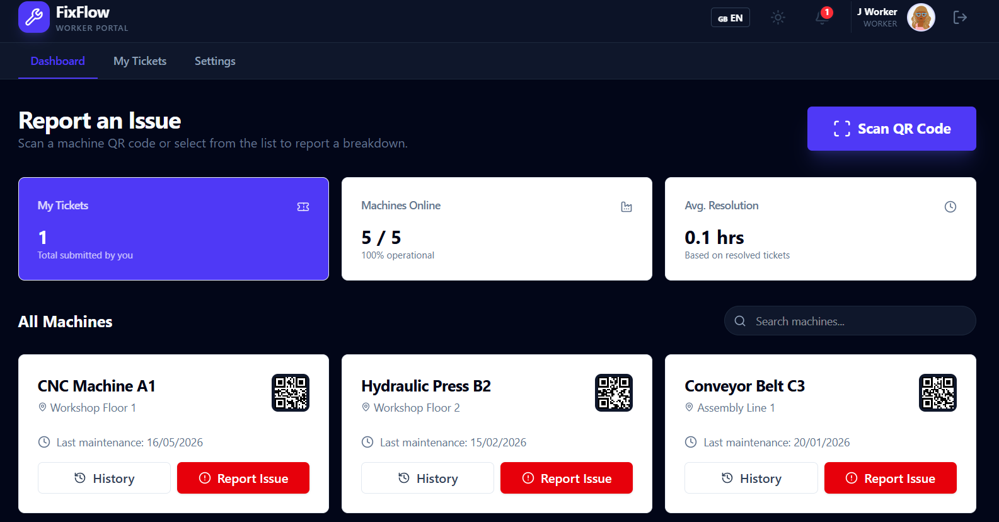 FixFlow
WORKER PORTAL
GB EN
1
J Worker
WORKER
Dashboard
My Tickets
Settings
Report an Issue
Scan a machine QR code or select from the list to report a breakdown.
Scan QR Code
My Tickets
1
Total submitted by you
Machines Online
5 / 5
100% operational
Avg. Resolution
0.1 hrs
Based on resolved tickets
All Machines
Search machines...
CNC Machine A1
Workshop Floor 1
Last maintenance: 16/05/2026
History
Report Issue
Hydraulic Press B2
Workshop Floor 2
Last maintenance: 15/02/2026
History
Report Issue
Conveyor Belt C3
Assembly Line 1
Last maintenance: 20/01/2026
History
Report Issue